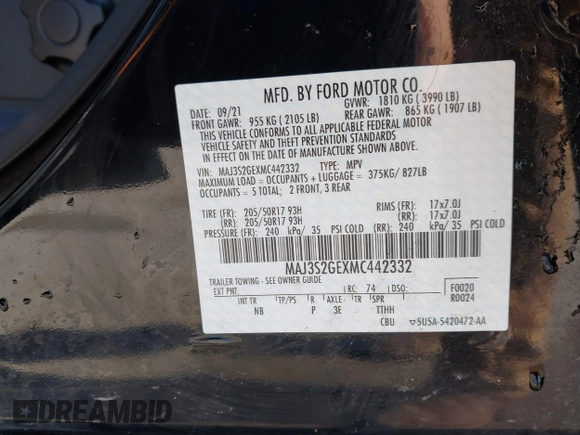 MFD. BY FORD MOTOR CO.
DATE: 09/21 GVWR: 1810 KG ( 3990 LB)
FRONT GAWR: 955 KG ( 2105 LB) REAR GAWR: 865 KG ( 1907 LB)
THIS VEHICLE CONFORMS TO ALL APPLICABLE FEDERAL MOTOR
VEHICLE SAFETY AND THEFT PREVENTION STANDARDS
IN EFFECT ON THE DATE OF MANUFACTURE SHOWN ABOVE.
VIN: MAJ3S2GEXMC442332 TYPE: MPV
MAXIMUM LOAD = OCCUPANTS + LUGGAGE = 375KG/ 827LB
OCCUPANTS = 5 TOTAL; 2 FRONT, 3 REAR
TIRE (FR): 205/50R17 93H RIMS (FR): 17x7.0J
(RR): 205/50R17 93H (RR): 17x7.0J
PRESSURE (FR): 240 kPa/ 35 PSI COLD (RR): 240 kPa/ 35 PSI COLD
MAJ3S2GEXMC442332
TRAILER TOWING - SEE OWNER GUIDE
EXT PNT: RC: 74 DSO: F0020
INT TR TP/PS R AXLE TR SPR R0024
NB P 3E TTHH
CBU 5U5A-5420472-AA
DREAMBID